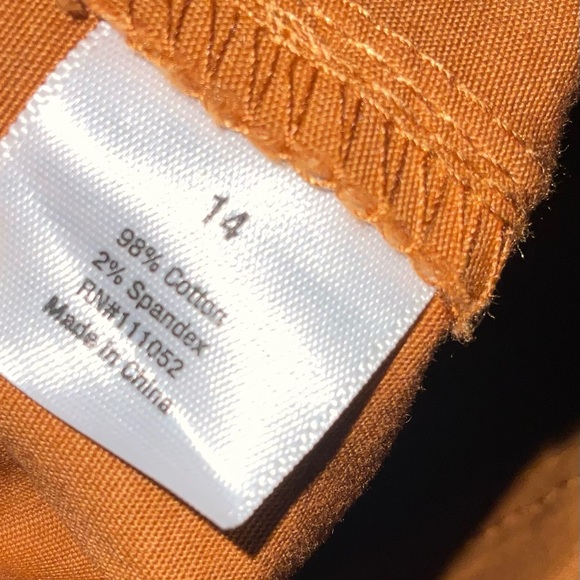 14
98% Cotton
2% Spandex
RN#111052
Made in China